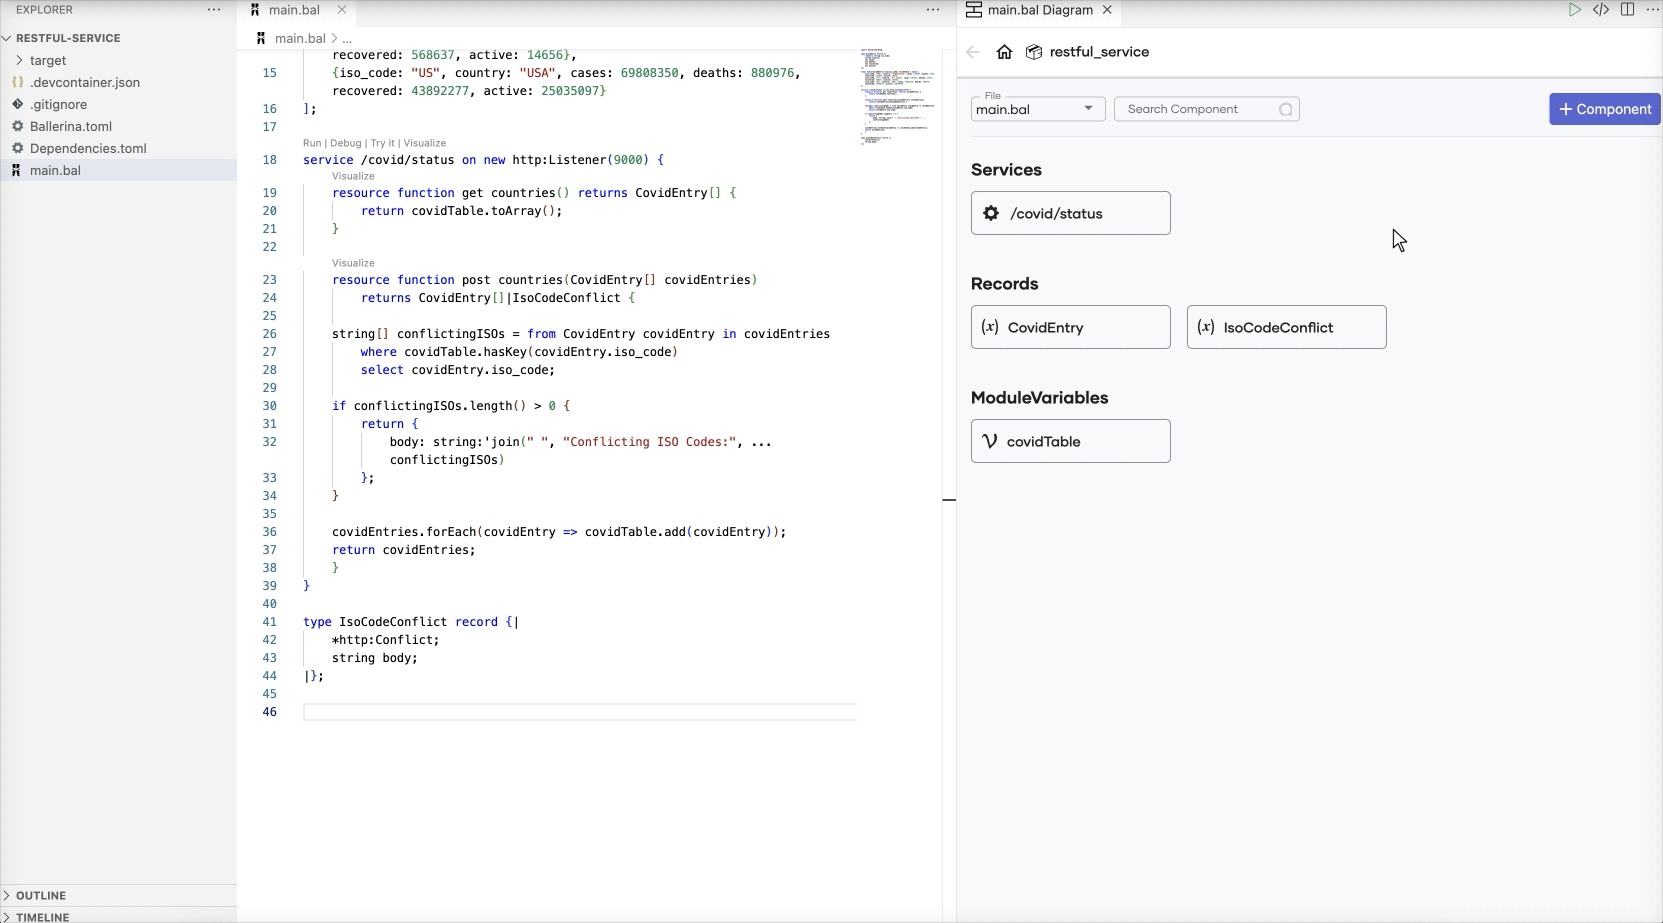 EXPLORER
RESTFUL-SERVICE
target
.devcontainer.json
.gitignore
Ballerina.toml
Dependencies.toml
main.bal
OUTLINE
TIMELINE
main.bal
main.bal > ...
recovered: 568637, active: 14656},
15 {iso_code: "US", country: "USA", cases: 69808350, deaths: 880976,
recovered: 43892277, active: 25035097}
16 ];
17
Run | Debug | Try it | Visualize
18 service /covid/status on new http:Listener(9000) {
Visualize
19 resource function get countries() returns CovidEntry[] {
20 return covidTable.toArray();
21 }
22
Visualize
23 resource function post countries(CovidEntry[] covidEntries)
24 returns CovidEntry[]|IsoCodeConflict {
25
26 string[] conflictingISOs = from CovidEntry covidEntry in covidEntries
27 where covidTable.hasKey(covidEntry.iso_code)
28 select covidEntry.iso_code;
29
30 if conflictingISOs.length() > 0 {
31 return {
32 body: string:'join(" ", "Conflicting ISO Codes:", ...
conflictingISOs)
33 };
34 }
35
36 covidEntries.forEach(covidEntry => covidTable.add(covidEntry));
37 return covidEntries;
38 }
39 }
40
41 type IsoCodeConflict record {|
42 *http:Conflict;
43 string body;
44 |};
45
46
main.bal Diagram
restful_service
File
main.bal
Search Component
+ Component
Services
/covid/status
Records
(x) CovidEntry
(x) IsoCodeConflict
ModuleVariables
covidTable